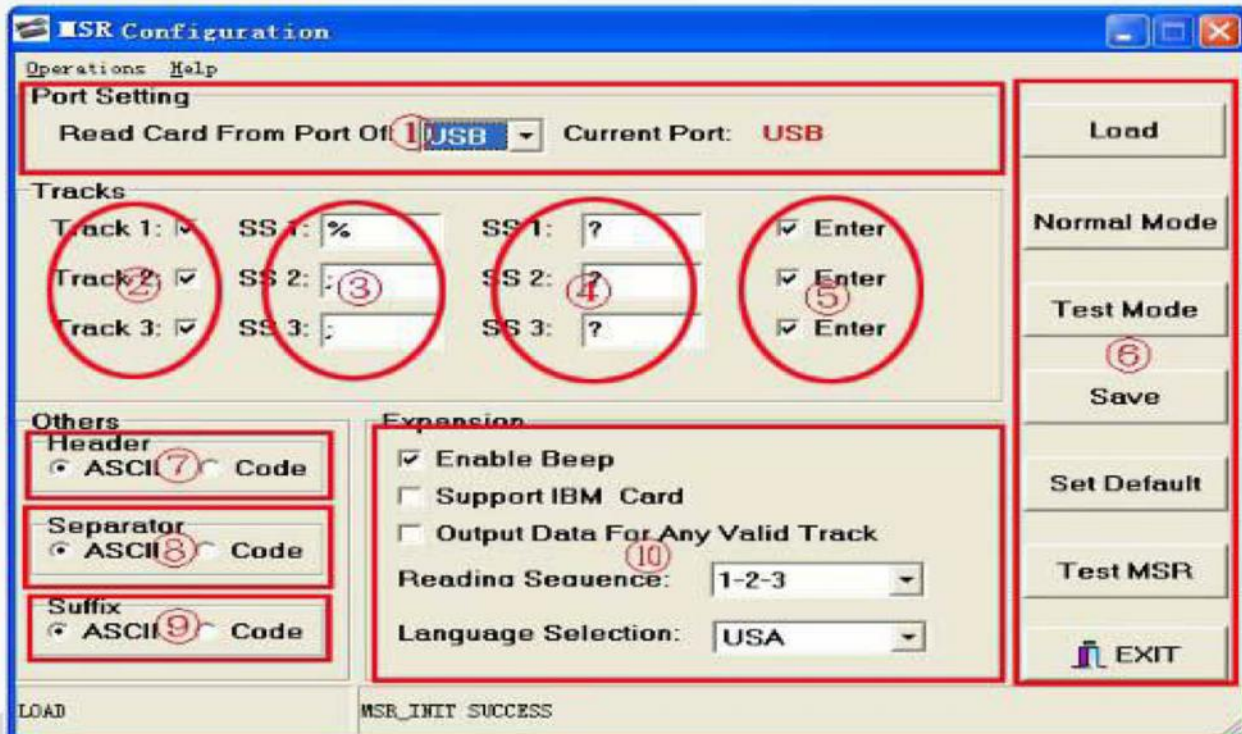 MSR Configuration
Operations Help
Port Setting
Read Card From Port Of ① USB Current Port: USB
Tracks
Track 1: SS 1: % SS 1: ? Enter
Track 2: ② SS 2: ; ③ SS 2: ? ④ Enter ⑤
Track 3: SS 3: ; SS 3: ? Enter
Others
Header
ASCII ⑦ Code
Separator
ASCII ⑧ Code
Suffix
ASCII ⑨ Code
Expansion
Enable Beep
Support IBM Card
Output Data For Any Valid Track
⑩
Reading Sequence: 1-2-3
Language Selection: USA
Load
Normal Mode
Test Mode
⑥
Save
Set Default
Test MSR
EXIT
LOAD MSR_INIT SUCCESS